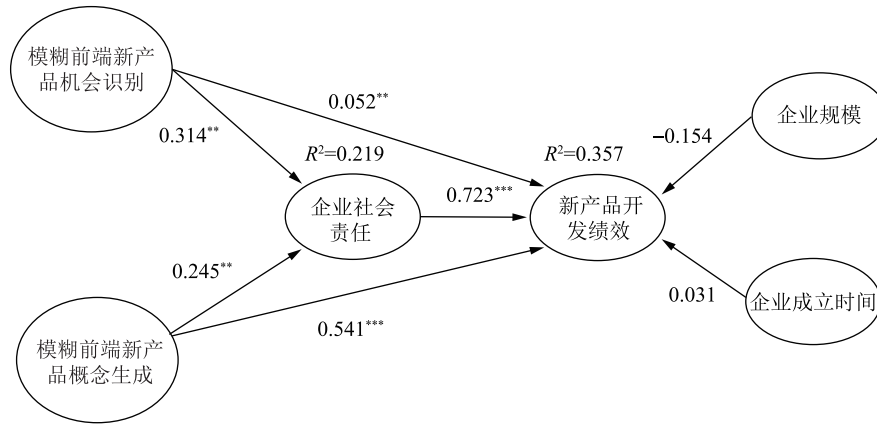 模糊前端新产
品机会识别
0.052**
企业规模
0.314**
R²=0.219
R²=0.357
−0.154
企业社会
责任
0.723***
新产品开
发绩效
0.245**
0.031
企业成立时间
0.541***
模糊前端新产
品概念生成